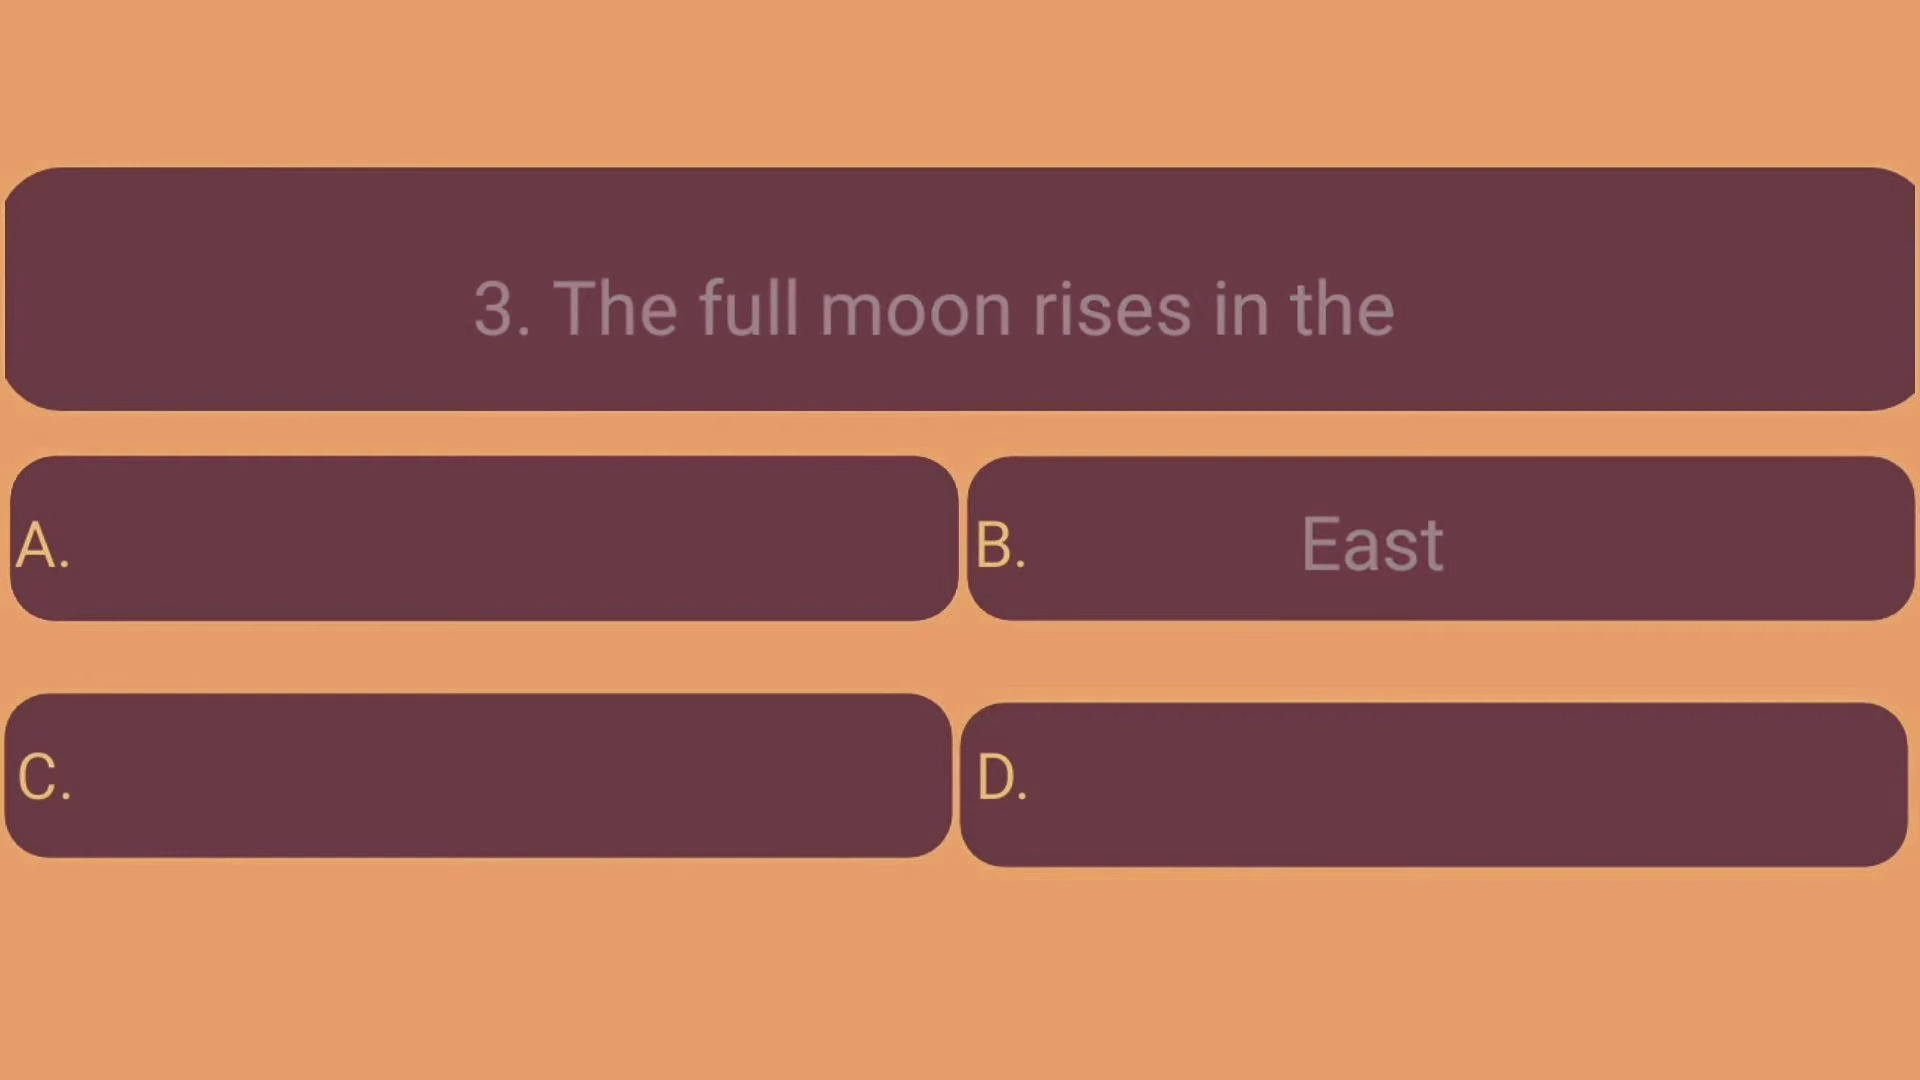 3. The full moon rises in the
A.
B. East
C.
D.